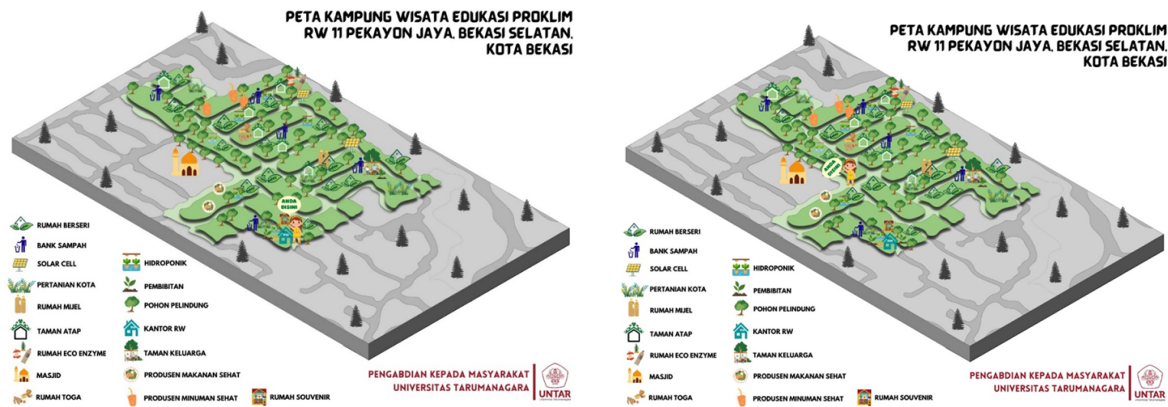 PETA KAMPUNG WISATA EDUKASI PROKLIM
RW 11 PEKAYON JAYA, BEKASI SELATAN,
KOTA BEKASI
ANDA
DISINI
RUMAH BERSERI
BANK SAMPAH
SOLAR CELL
PERTANIAN KOTA
RUMAH MIJEL
TAMAN ATAP
RUMAH ECO ENZYME
MASJID
RUMAH TOGA
HIDROPONIK
PEMBIBITAN
POHON PELINDUNG
KANTOR RW
TAMAN KELUARGA
PRODUSEN MAKANAN SEHAT
PRODUSEN MINUMAN SEHAT
RUMAH SOUVENIR
PENGABDIAN KEPADA MASYARAKAT
UNIVERSITAS TARUMANAGARA
UNTAR
PETA KAMPUNG WISATA EDUKASI PROKLIM
RW 11 PEKAYON JAYA, BEKASI SELATAN,
KOTA BEKASI
RUMAH BERSERI
BANK SAMPAH
SOLAR CELL
PERTANIAN KOTA
RUMAH MIJEL
TAMAN ATAP
RUMAH ECO ENZYME
MASJID
RUMAH TOGA
HIDROPONIK
PEMBIBITAN
POHON PELINDUNG
KANTOR RW
TAMAN KELUARGA
PRODUSEN MAKANAN SEHAT
PRODUSEN MINUMAN SEHAT
RUMAH SOUVENIR
PENGABDIAN KEPADA MASYARAKAT
UNIVERSITAS TARUMANAGARA
UNTAR